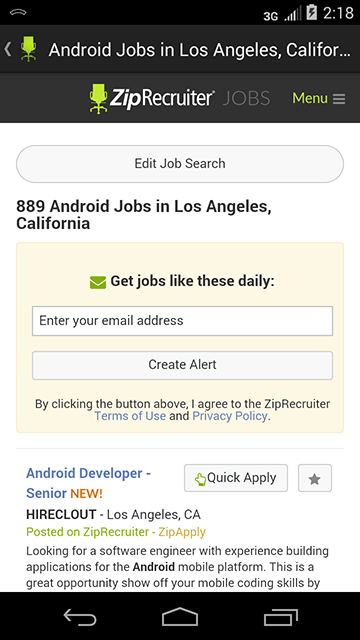 3G 2:18
Android Jobs in Los Angeles, Califor...
ZipRecruiter® JOBS Menu
Edit Job Search
889 Android Jobs in Los Angeles,
California
Get jobs like these daily:
Enter your email address
Create Alert
By clicking the button above, I agree to the ZipRecruiter
Terms of Use and Privacy Policy.
Android Developer - Quick Apply
Senior NEW!
HIRECLOUT - Los Angeles, CA
Posted on ZipRecruiter - ZipApply
Looking for a software engineer with experience building
applications for the Android mobile platform. This is a
great opportunity show off your mobile coding skills by